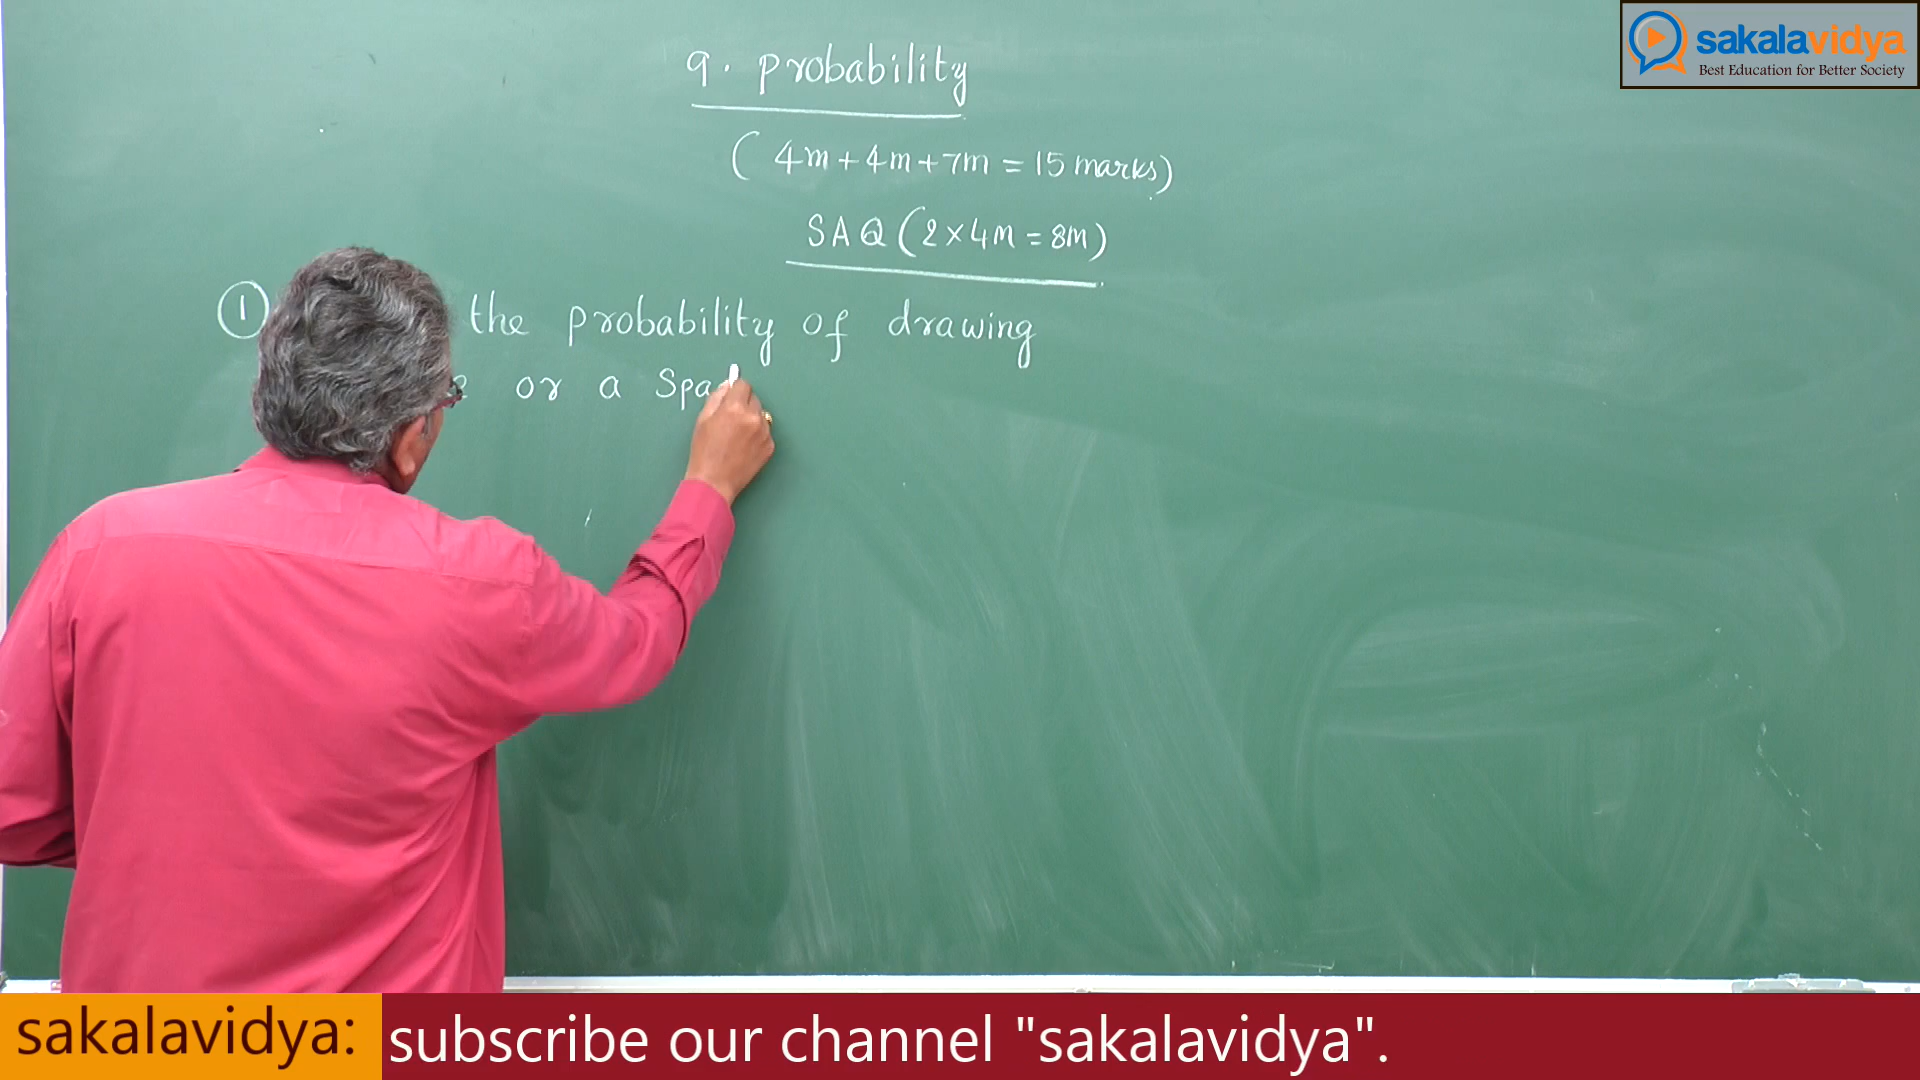 sakalavidya
Best Education for Better Society
9. probability
( 4m + 4m + 7m = 15 marks)
SAQ (2 × 4m = 8m)
① the probability of drawing
or a Spa
sakalavidya: subscribe our channel "sakalavidya".